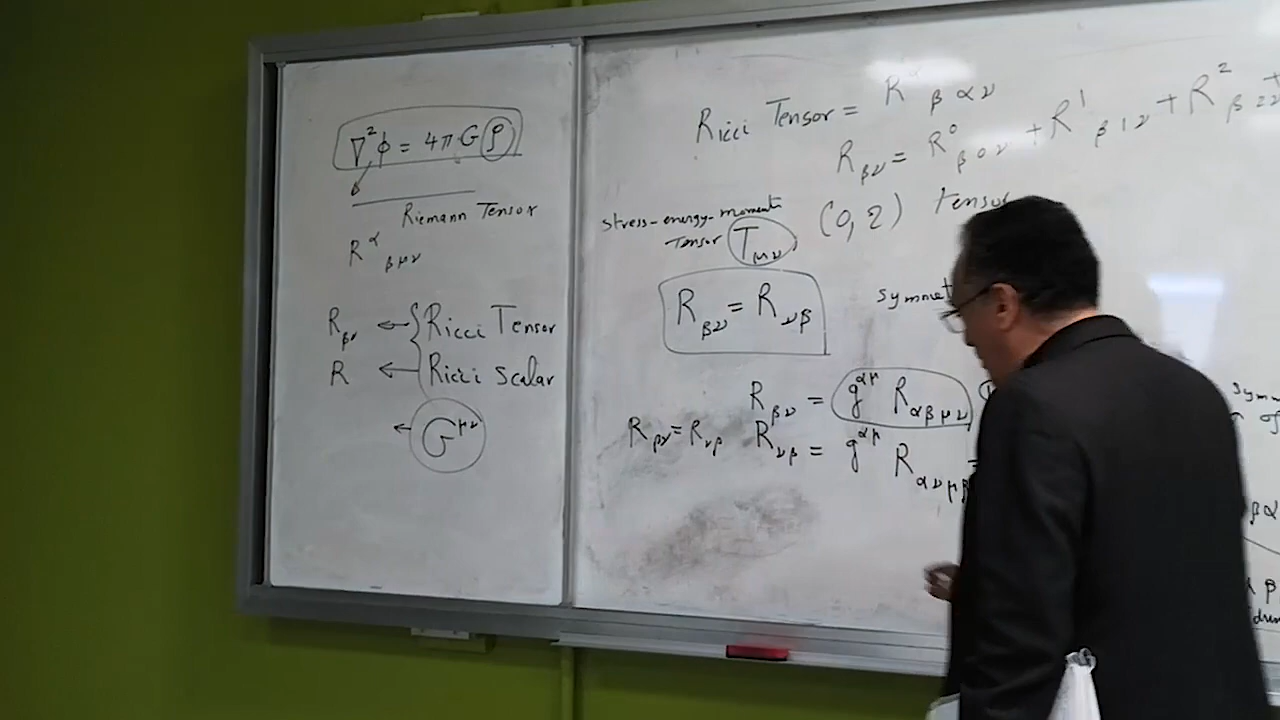 ∇²φ = 4πGρ
Riemann Tensor
R^α_βμν
R_βν ← { Ricci Tensor
R ← Ricci Scalar
← G^μν
Ricci Tensor = R^α_βαν
R_βν = R^0_β0ν + R^1_β1ν + R^2_β2ν +
(0,2) tensor
stress-energy-momentum
Tensor T_μν
R_βν = R_νβ
R_βν = g^αμ R_αβμν
R_βν = R_νβ R_νβ = g^αμ R_ανμβ =